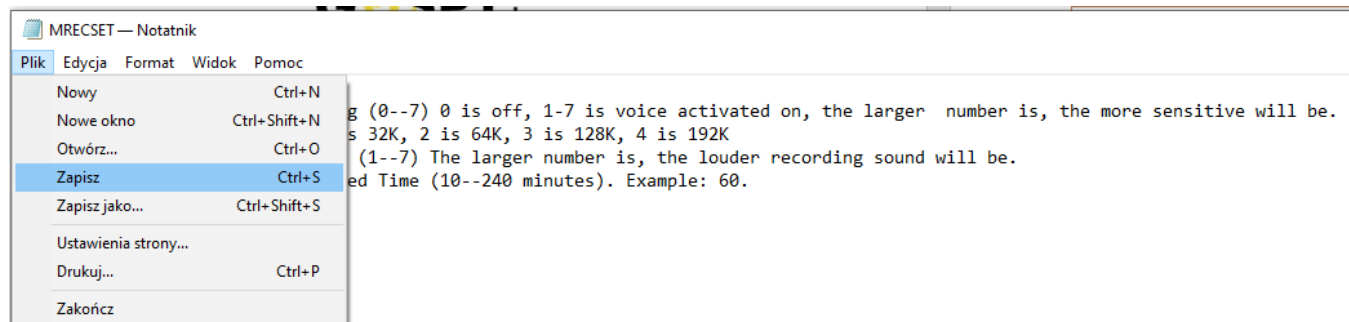 MRECSET — Notatnik
Plik Edycja Format Widok Pomoc
Nowy Ctrl+N
g (0--7) 0 is off, 1-7 is voice activated on, the larger  number is, the more sensitive will be.
Nowe okno Ctrl+Shift+N
s 32K, 2 is 64K, 3 is 128K, 4 is 192K
Otwórz... Ctrl+O
(1--7) The larger number is, the louder recording sound will be.
Zapisz Ctrl+S
ed Time (10--240 minutes). Example: 60.
Zapisz jako... Ctrl+Shift+S
Ustawienia strony...
Drukuj... Ctrl+P
Zakończ